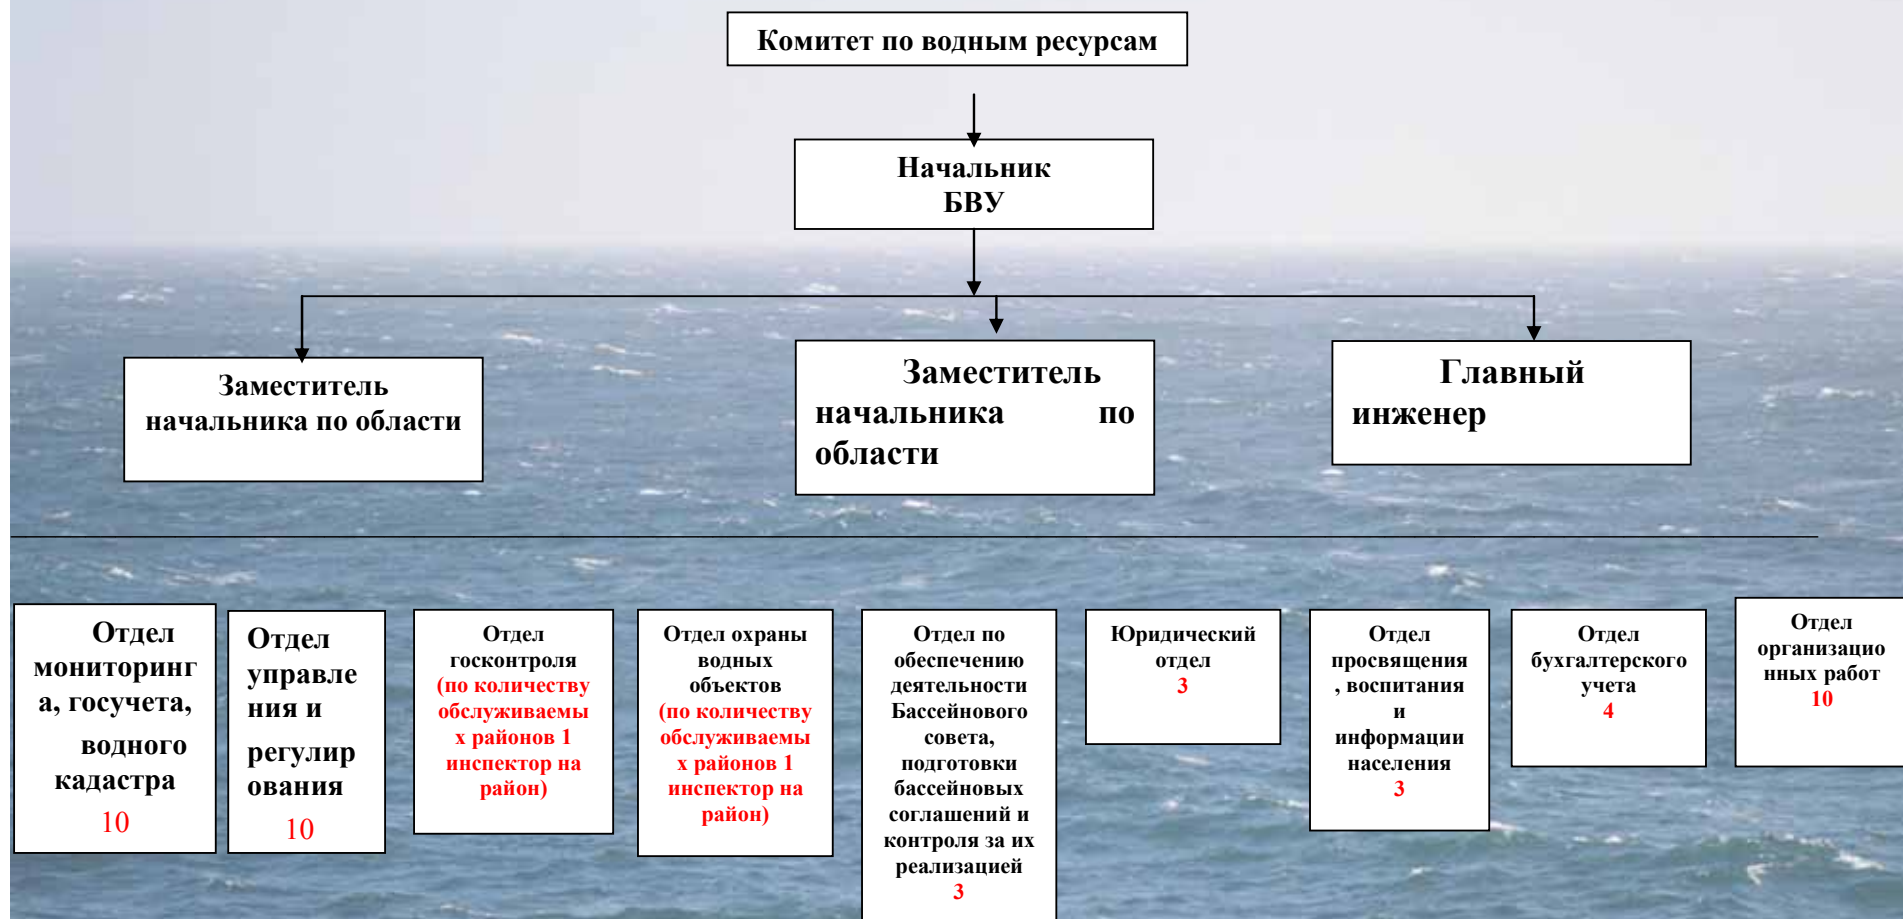 Комитет по водным ресурсам
Начальник
БВУ
Заместитель
начальника по области
Заместитель
начальника по
области
Главный
инженер
Отдел
мониторинг
а, госучета,
водного
кадастра
10
Отдел
управле
ния и
регулир
ования
10
Отдел
госконтроля
(по количеству
обслуживаемы
х районов 1
инспектор на
район)
Отдел охраны
водных
объектов
(по количеству
обслуживаемы
х районов 1
инспектор на
район)
Отдел по
обеспечению
деятельности
Бассейнового
совета,
подготовки
бассейновых
соглашений и
контроля за их
реализацией
3
Юридический
отдел
3
Отдел
просвящения
, воспитания
и
информации
населения
3
Отдел
бухгалтерского
учета
4
Отдел
организацио
нных работ
10